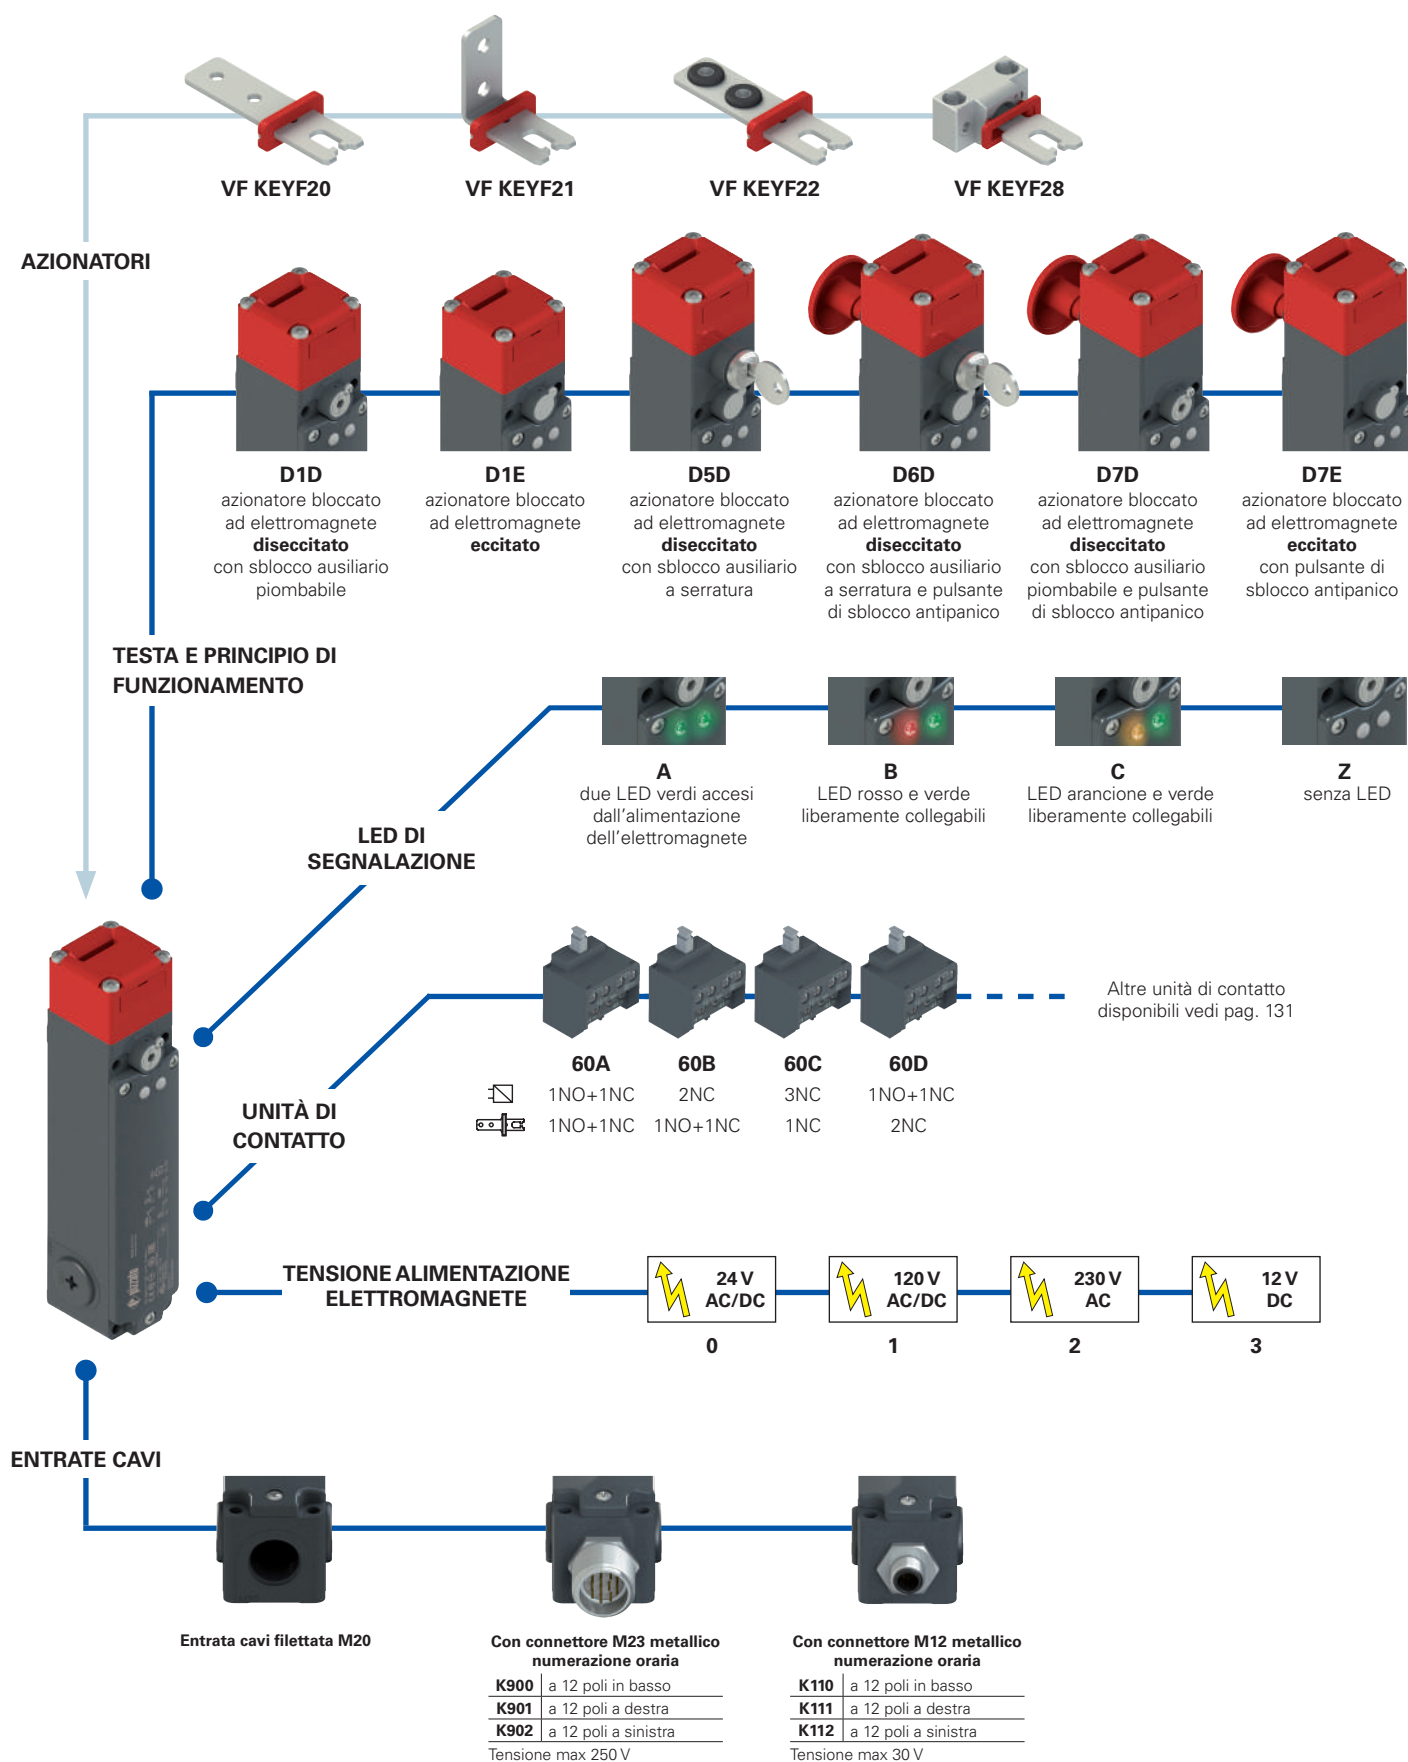 VF KEYF20
VF KEYF21
VF KEYF22
VF KEYF28
AZIONATORI
D1D
azionatore bloccato
ad elettromagnete
diseccitato
con sblocco ausiliario
piombabile
D1E
azionatore bloccato
ad elettromagnete
eccitato
D5D
azionatore bloccato
ad elettromagnete
diseccitato
con sblocco ausiliario
a serratura
D6D
azionatore bloccato
ad elettromagnete
diseccitato
con sblocco ausiliario
a serratura e pulsante
di sblocco antipanico
D7D
azionatore bloccato
ad elettromagnete
diseccitato
con sblocco ausiliario
piombabile e pulsante
di sblocco antipanico
D7E
azionatore bloccato
ad elettromagnete
eccitato
con pulsante di
sblocco antipanico
TESTA E PRINCIPIO DI
FUNZIONAMENTO
A
due LED verdi accesi
dall'alimentazione
dell'elettromagnete
B
LED rosso e verde
liberamente collegabili
C
LED arancione e verde
liberamente collegabili
Z
senza LED
LED DI
SEGNALAZIONE
Altre unità di contatto
disponibili vedi pag. 131
60A 60B 60C 60D
1NO+1NC 2NC 3NC 1NO+1NC
1NO+1NC 1NO+1NC 1NC 2NC
UNITÀ DI
CONTATTO
pizzato
TENSIONE ALIMENTAZIONE
ELETTROMAGNETE
24 V
AC/DC
0
120 V
AC/DC
1
230 V
AC
2
12 V
DC
3
ENTRATE CAVI
Entrata cavi filettata M20
Con connettore M23 metallico
numerazione oraria
K900 a 12 poli in basso
K901 a 12 poli a destra
K902 a 12 poli a sinistra
Tensione max 250 V
Con connettore M12 metallico
numerazione oraria
K110 a 12 poli in basso
K111 a 12 poli a destra
K112 a 12 poli a sinistra
Tensione max 30 V